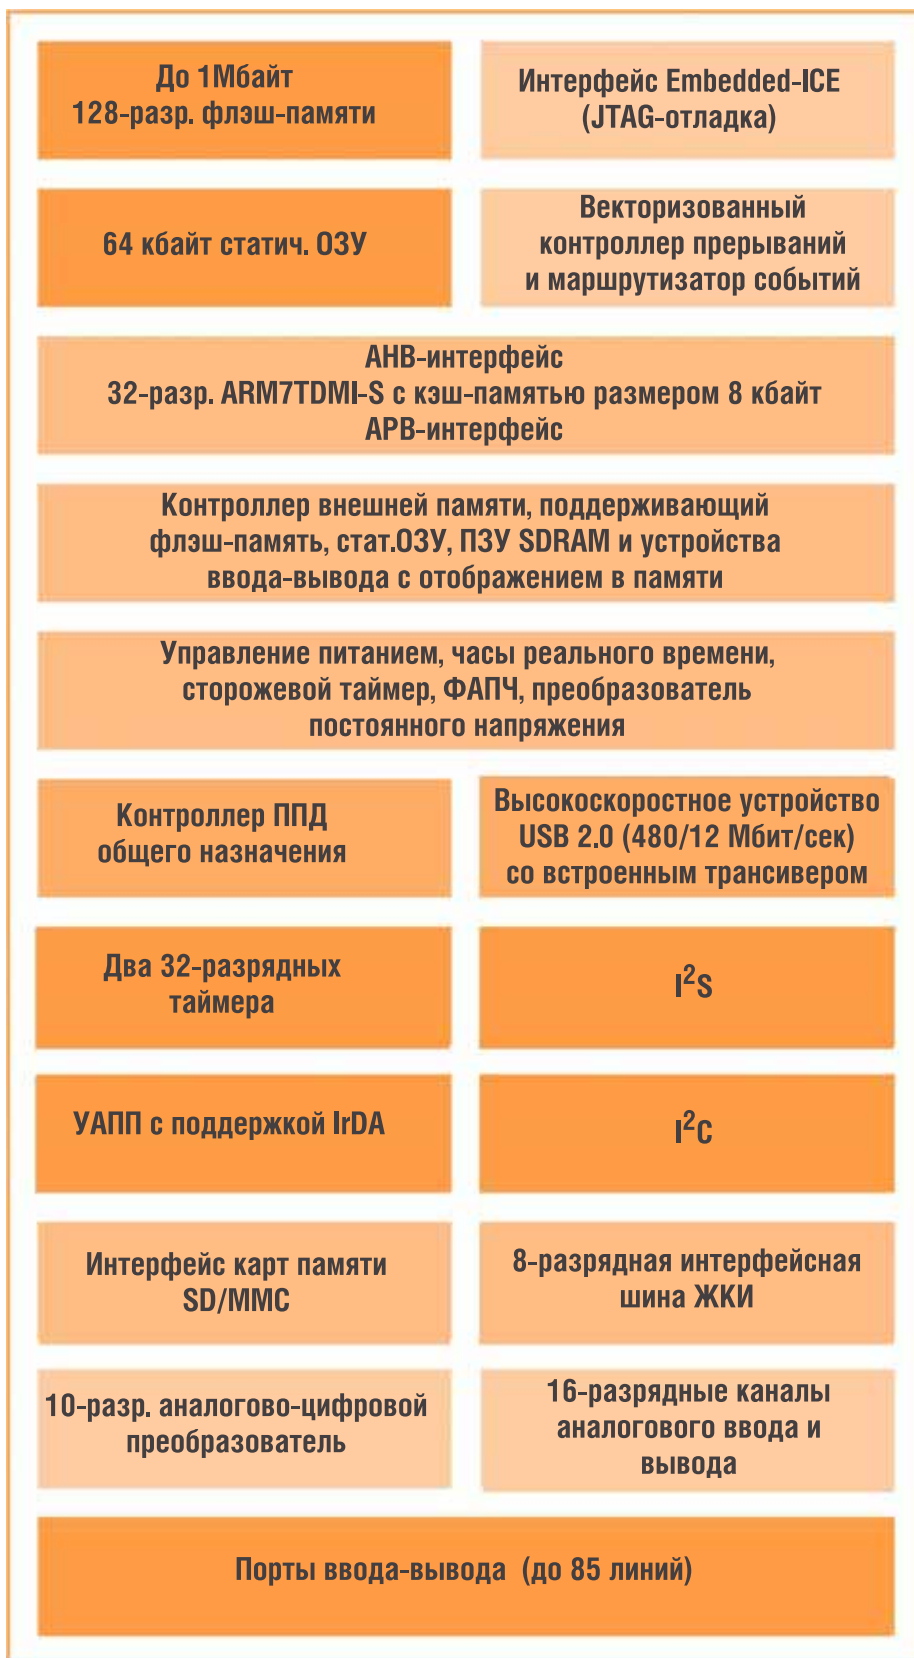 До 1Мбайт
128-разр. флэш-памяти
Интерфейс Embedded-ICE
(JTAG-отладка)
64 кбайт статич. ОЗУ
Векторизованный
контроллер прерываний
и маршрутизатор событий
АНВ-интерфейс
32-разр. ARM7TDMI-S с кэш-памятью размером 8 кбайт
АРВ-интерфейс
Контроллер внешней памяти, поддерживающий
флэш-память, стат.ОЗУ, ПЗУ SDRAM и устройства
ввода-вывода с отображением в памяти
Управление питанием, часы реального времени,
сторожевой таймер, ФАПЧ, преобразователь
постоянного напряжения
Контроллер ППД
общего назначения
Высокоскоростное устройство
USB 2.0 (480/12 Мбит/сек)
со встроенным трансивером
Два 32-разрядных
таймера
I²S
УАПП с поддержкой IrDA
I²C
Интерфейс карт памяти
SD/MMC
8-разрядная интерфейсная
шина ЖКИ
10-разр. аналогово-цифровой
преобразователь
16-разрядные каналы
аналогового ввода и
вывода
Порты ввода-вывода (до 85 линий)